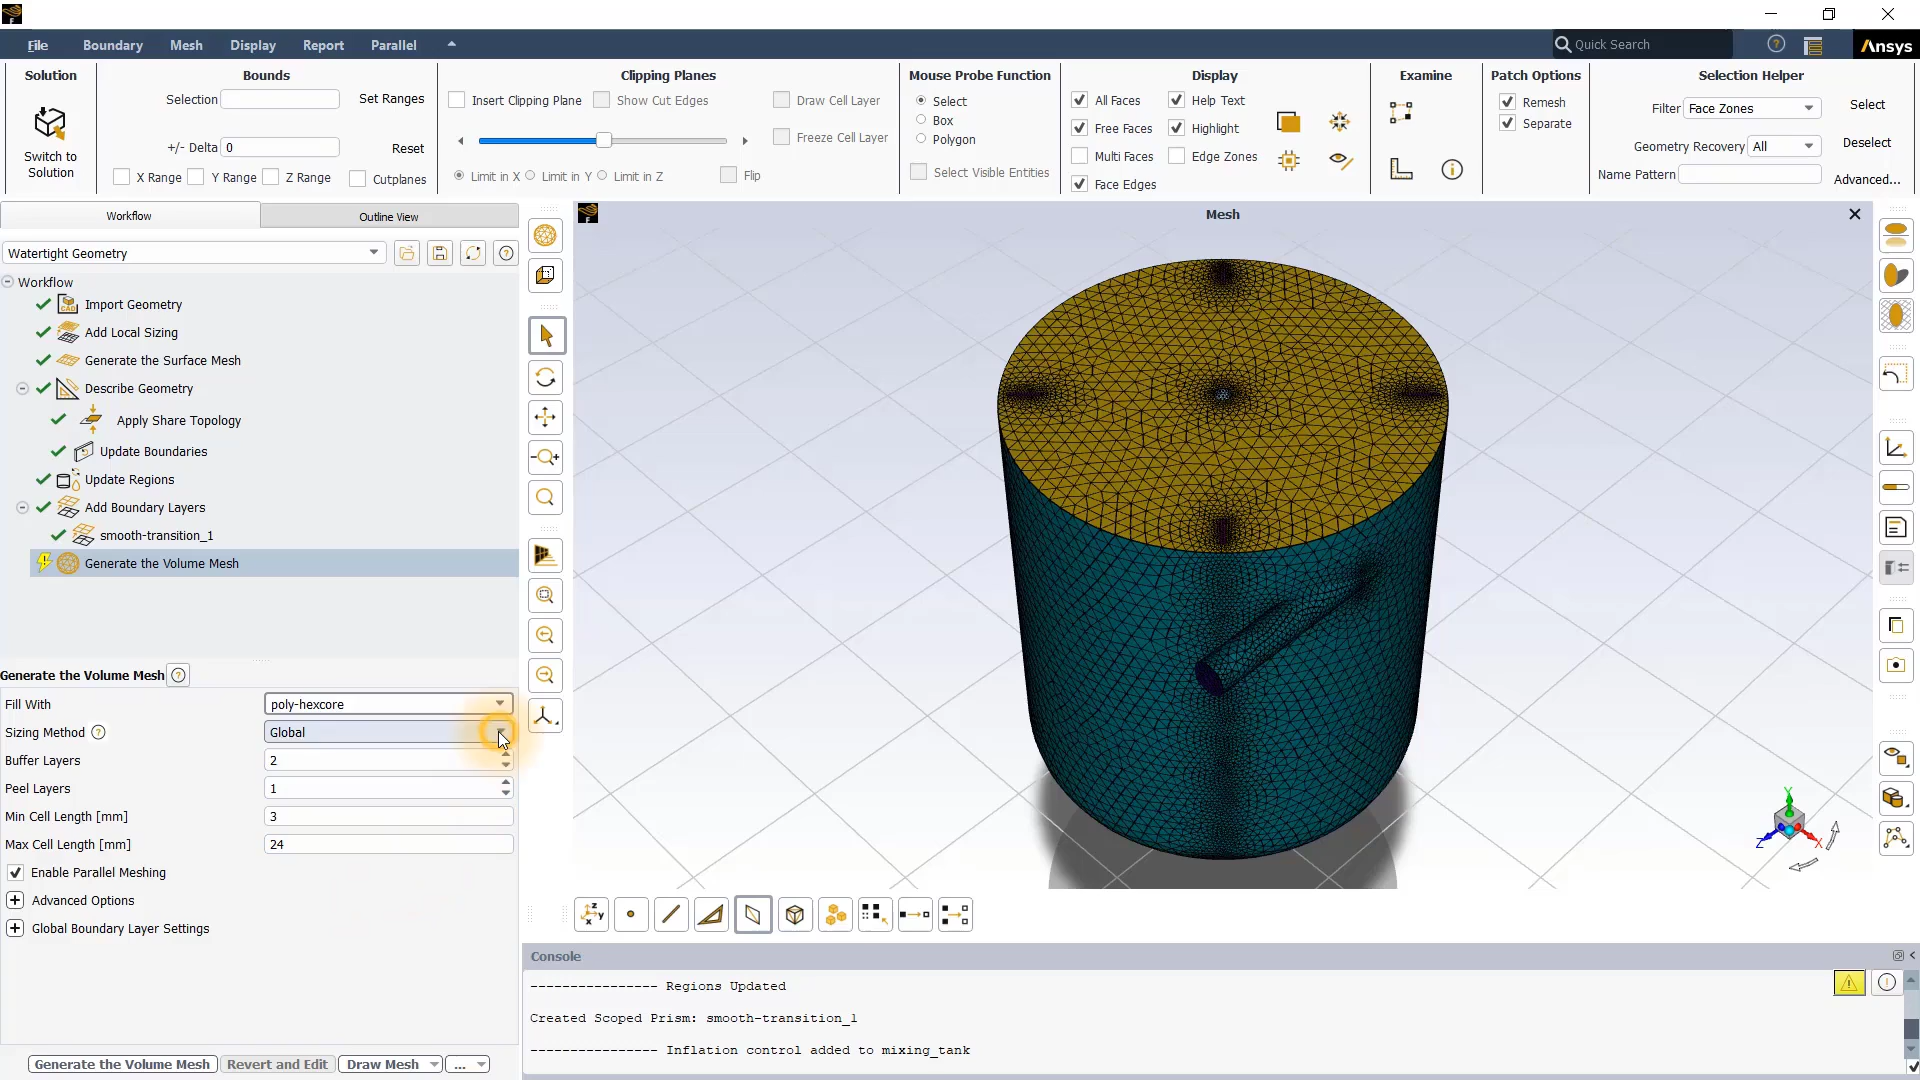 File Boundary Mesh Display Report Parallel Quick Search Ansys
Solution
Switch to
Solution
Bounds
Selection Set Ranges
+/- Delta 0 Reset
X Range Y Range Z Range Cutplanes
Clipping Planes
Insert Clipping Plane Show Cut Edges Draw Cell Layer
Freeze Cell Layer
Limit in X Limit in Y Limit in Z Flip
Mouse Probe Function
Select
Box
Polygon
Select Visible Entities
Display
All Faces Help Text
Free Faces Highlight
Multi Faces Edge Zones
Face Edges
Examine
Patch Options
Remesh
Separate
Selection Helper
Filter Face Zones Select
Geometry Recovery All Deselect
Name Pattern Advanced...
Workflow Outline View
Watertight Geometry
Workflow
Import Geometry
Add Local Sizing
Generate the Surface Mesh
Describe Geometry
Apply Share Topology
Update Boundaries
Update Regions
Add Boundary Layers
smooth-transition_1
Generate the Volume Mesh
Generate the Volume Mesh
Fill With poly-hexcore
Sizing Method Global
Buffer Layers 2
Peel Layers 1
Min Cell Length [mm] 3
Max Cell Length [mm] 24
Enable Parallel Meshing
Advanced Options
Global Boundary Layer Settings
Generate the Volume Mesh Revert and Edit Draw Mesh ...
Mesh
Y
Z X
Console
---------------- Regions Updated
Created Scoped Prism: smooth-transition_1
---------------- Inflation control added to mixing_tank